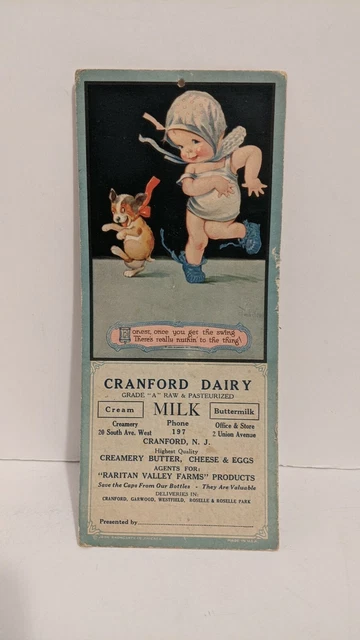 Honest, once you get the swing
There's really nuthin' to the thing!
CRANFORD DAIRY
GRADE "A" RAW & PASTEURIZED
Cream MILK Buttermilk
Creamery Phone Office & Store
20 South Ave. West 197 2 Union Avenue
CRANFORD, N. J.
Highest Quality
CREAMERY BUTTER, CHEESE & EGGS
AGENTS FOR:
"RARITAN VALLEY FARMS" PRODUCTS
Save the Caps From Our Bottles - They Are Valuable
DELIVERIES IN:
CRANFORD, GARWOOD, WESTFIELD, ROSELLE & ROSELLE PARK
Presented by